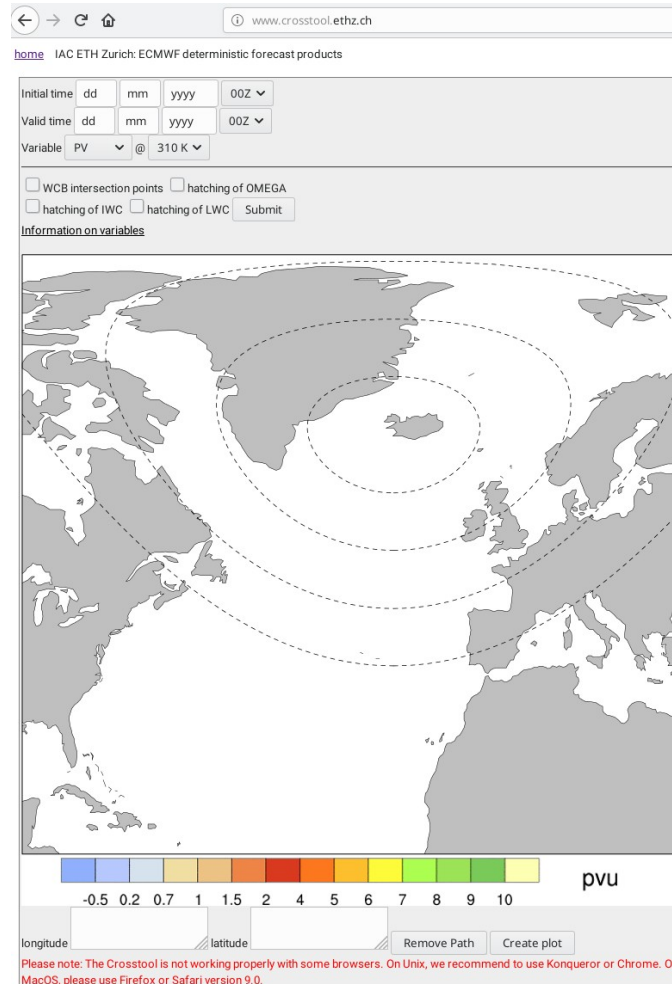 www.crosstool.ethz.ch
home IAC ETH Zurich: ECMWF deterministic forecast products
Initial time dd mm yyyy 00Z
Valid time dd mm yyyy 00Z
Variable PV @ 310 K
WCB intersection points hatching of OMEGA
hatching of IWC hatching of LWC Submit
Information on variables
-0.5 0.2 0.7 1 1.5 2 4 5 6 7 8 9 10 pvu
longitude latitude Remove Path Create plot
Please note: The Crosstool is not working properly with some browsers. On Unix, we recommend to use Konqueror or Chrome. O
MacOS, please use Firefox or Safari version 9.0.